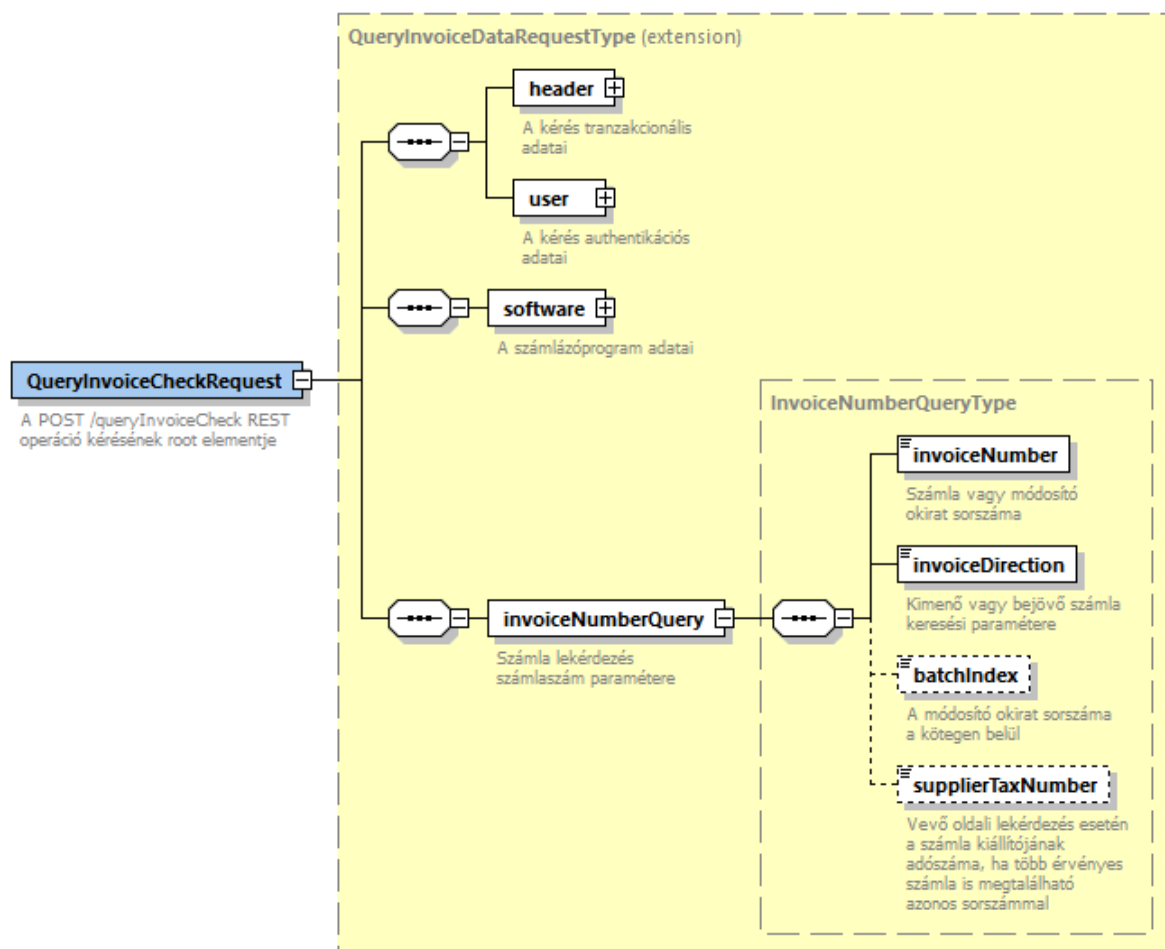 QueryInvoiceDataRequestType (extension)
header
A kérés tranzakcionális
adatai
user
A kérés authentikációs
adatai
software
A számlázóprogram adatai
QueryInvoiceCheckRequest
A POST /queryInvoiceCheck REST
operáció kérésének root elementje
invoiceNumberQuery
Számla lekérdezés
számlaszám paramétere
InvoiceNumberQueryType
invoiceNumber
Számla vagy módosító
okirat sorszáma
invoiceDirection
Kimenő vagy bejövő számla
keresési paramétere
batchIndex
A módosító okirat sorszáma
a kötegen belül
supplierTaxNumber
Vevő oldali lekérdezés esetén
a számla kiállítójának
adószáma, ha több érvényes
számla is megtalálható
azonos sorszámmal